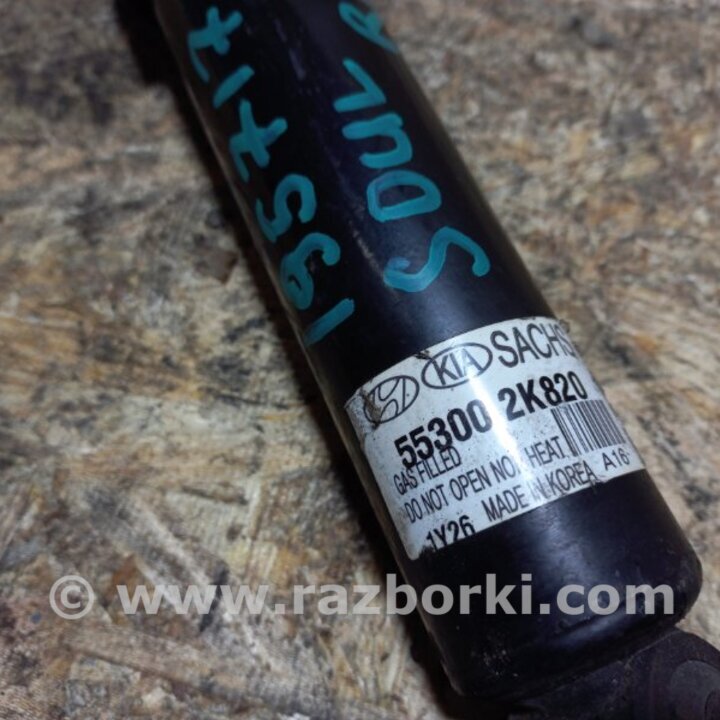 195717
SOUL R
KIA SACHS
55300 2K820
GAS FILLED
DO NOT OPEN NOR HEAT
1Y26 MADE IN KOREA A16
© www.razborki.com